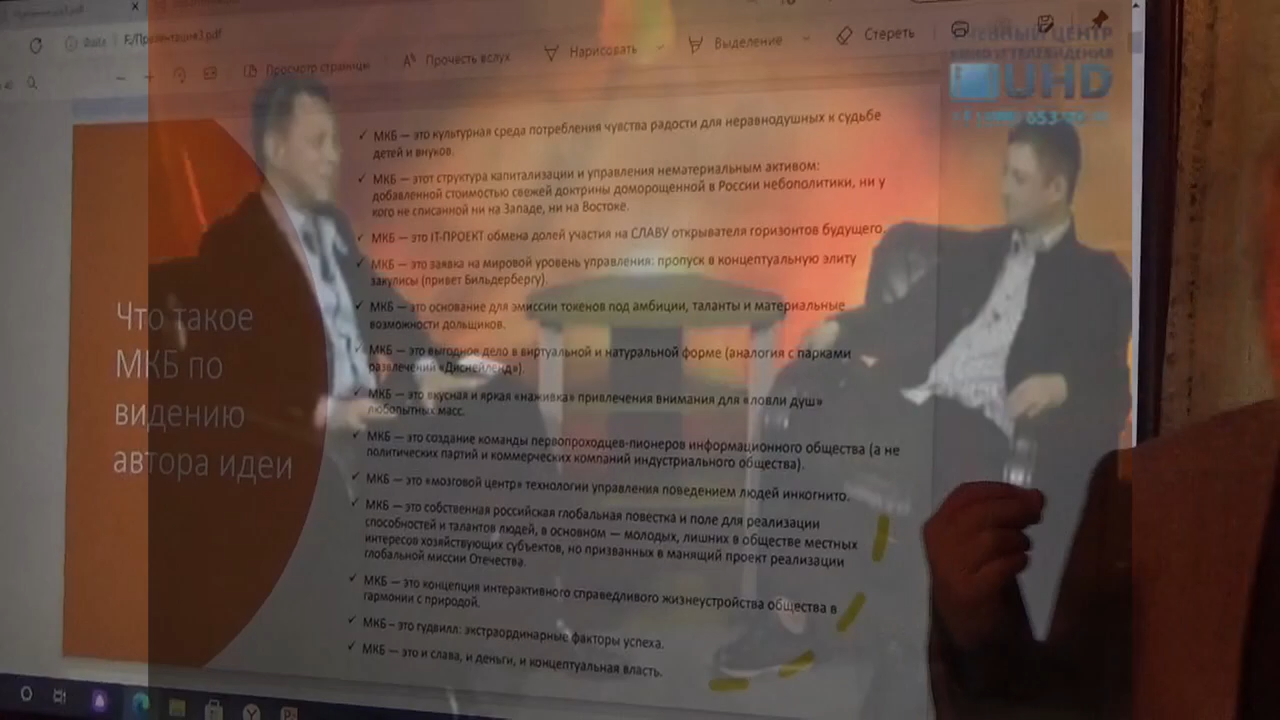 Презентация3.pdf
Файл F:/Презентация3.pdf
Просмотр страницы
Прочесть вслух
Нарисовать
Выделение
Стереть
ЦЕНТР
ТЕЛЕВИДЕНИЯ
UHD
Что такое
МКБ по
видению
автора идеи
✓ МКБ — это культурная среда потребления чувства радости для неравнодушных к судьбе
детей и внуков.
✓ МКБ — этот структура капитализации и управления нематериальным активом:
добавленной стоимостью свежей доктрины доморощенной в России небополитики, ни у
кого не списанной ни на Западе, ни на Востоке.
✓ МКБ — это IT-ПРОЕКТ обмена долей участия на СЛАВУ открывателя горизонтов будущего.
✓ МКБ — это заявка на мировой уровень управления: пропуск в концептуальную элиту
закулисы (привет Бильдербергу).
✓ МКБ — это основание для эмиссии токенов под амбиции, таланты и материальные
возможности дольщиков.
✓ МКБ — это выгодное дело в виртуальной и натуральной форме (аналогия с парками
развлечений «Диснейленд»).
✓ МКБ — это вкусная и яркая «наживка» привлечения внимания для «ловли душ»
любопытных масс.
✓ МКБ — это создание команды первопроходцев-пионеров информационного общества (а не
политических партий и коммерческих компаний индустриального общества).
✓ МКБ — это «мозговой центр» технологии управления поведением людей инкогнито.
✓ МКБ — это собственная российская глобальная повестка и поле для реализации
способностей и талантов людей, в основном — молодых, лишних в обществе местных
интересов хозяйствующих субъектов, но призванных в манящий проект реализации
глобальной миссии Отечества.
✓ МКБ — это концепция интерактивного справедливого жизнеустройства общества в
гармонии с природой.
✓ МКБ – это гудвилл: экстраординарные факторы успеха.
✓ МКБ — это и слава, и деньги, и концептуальная власть.